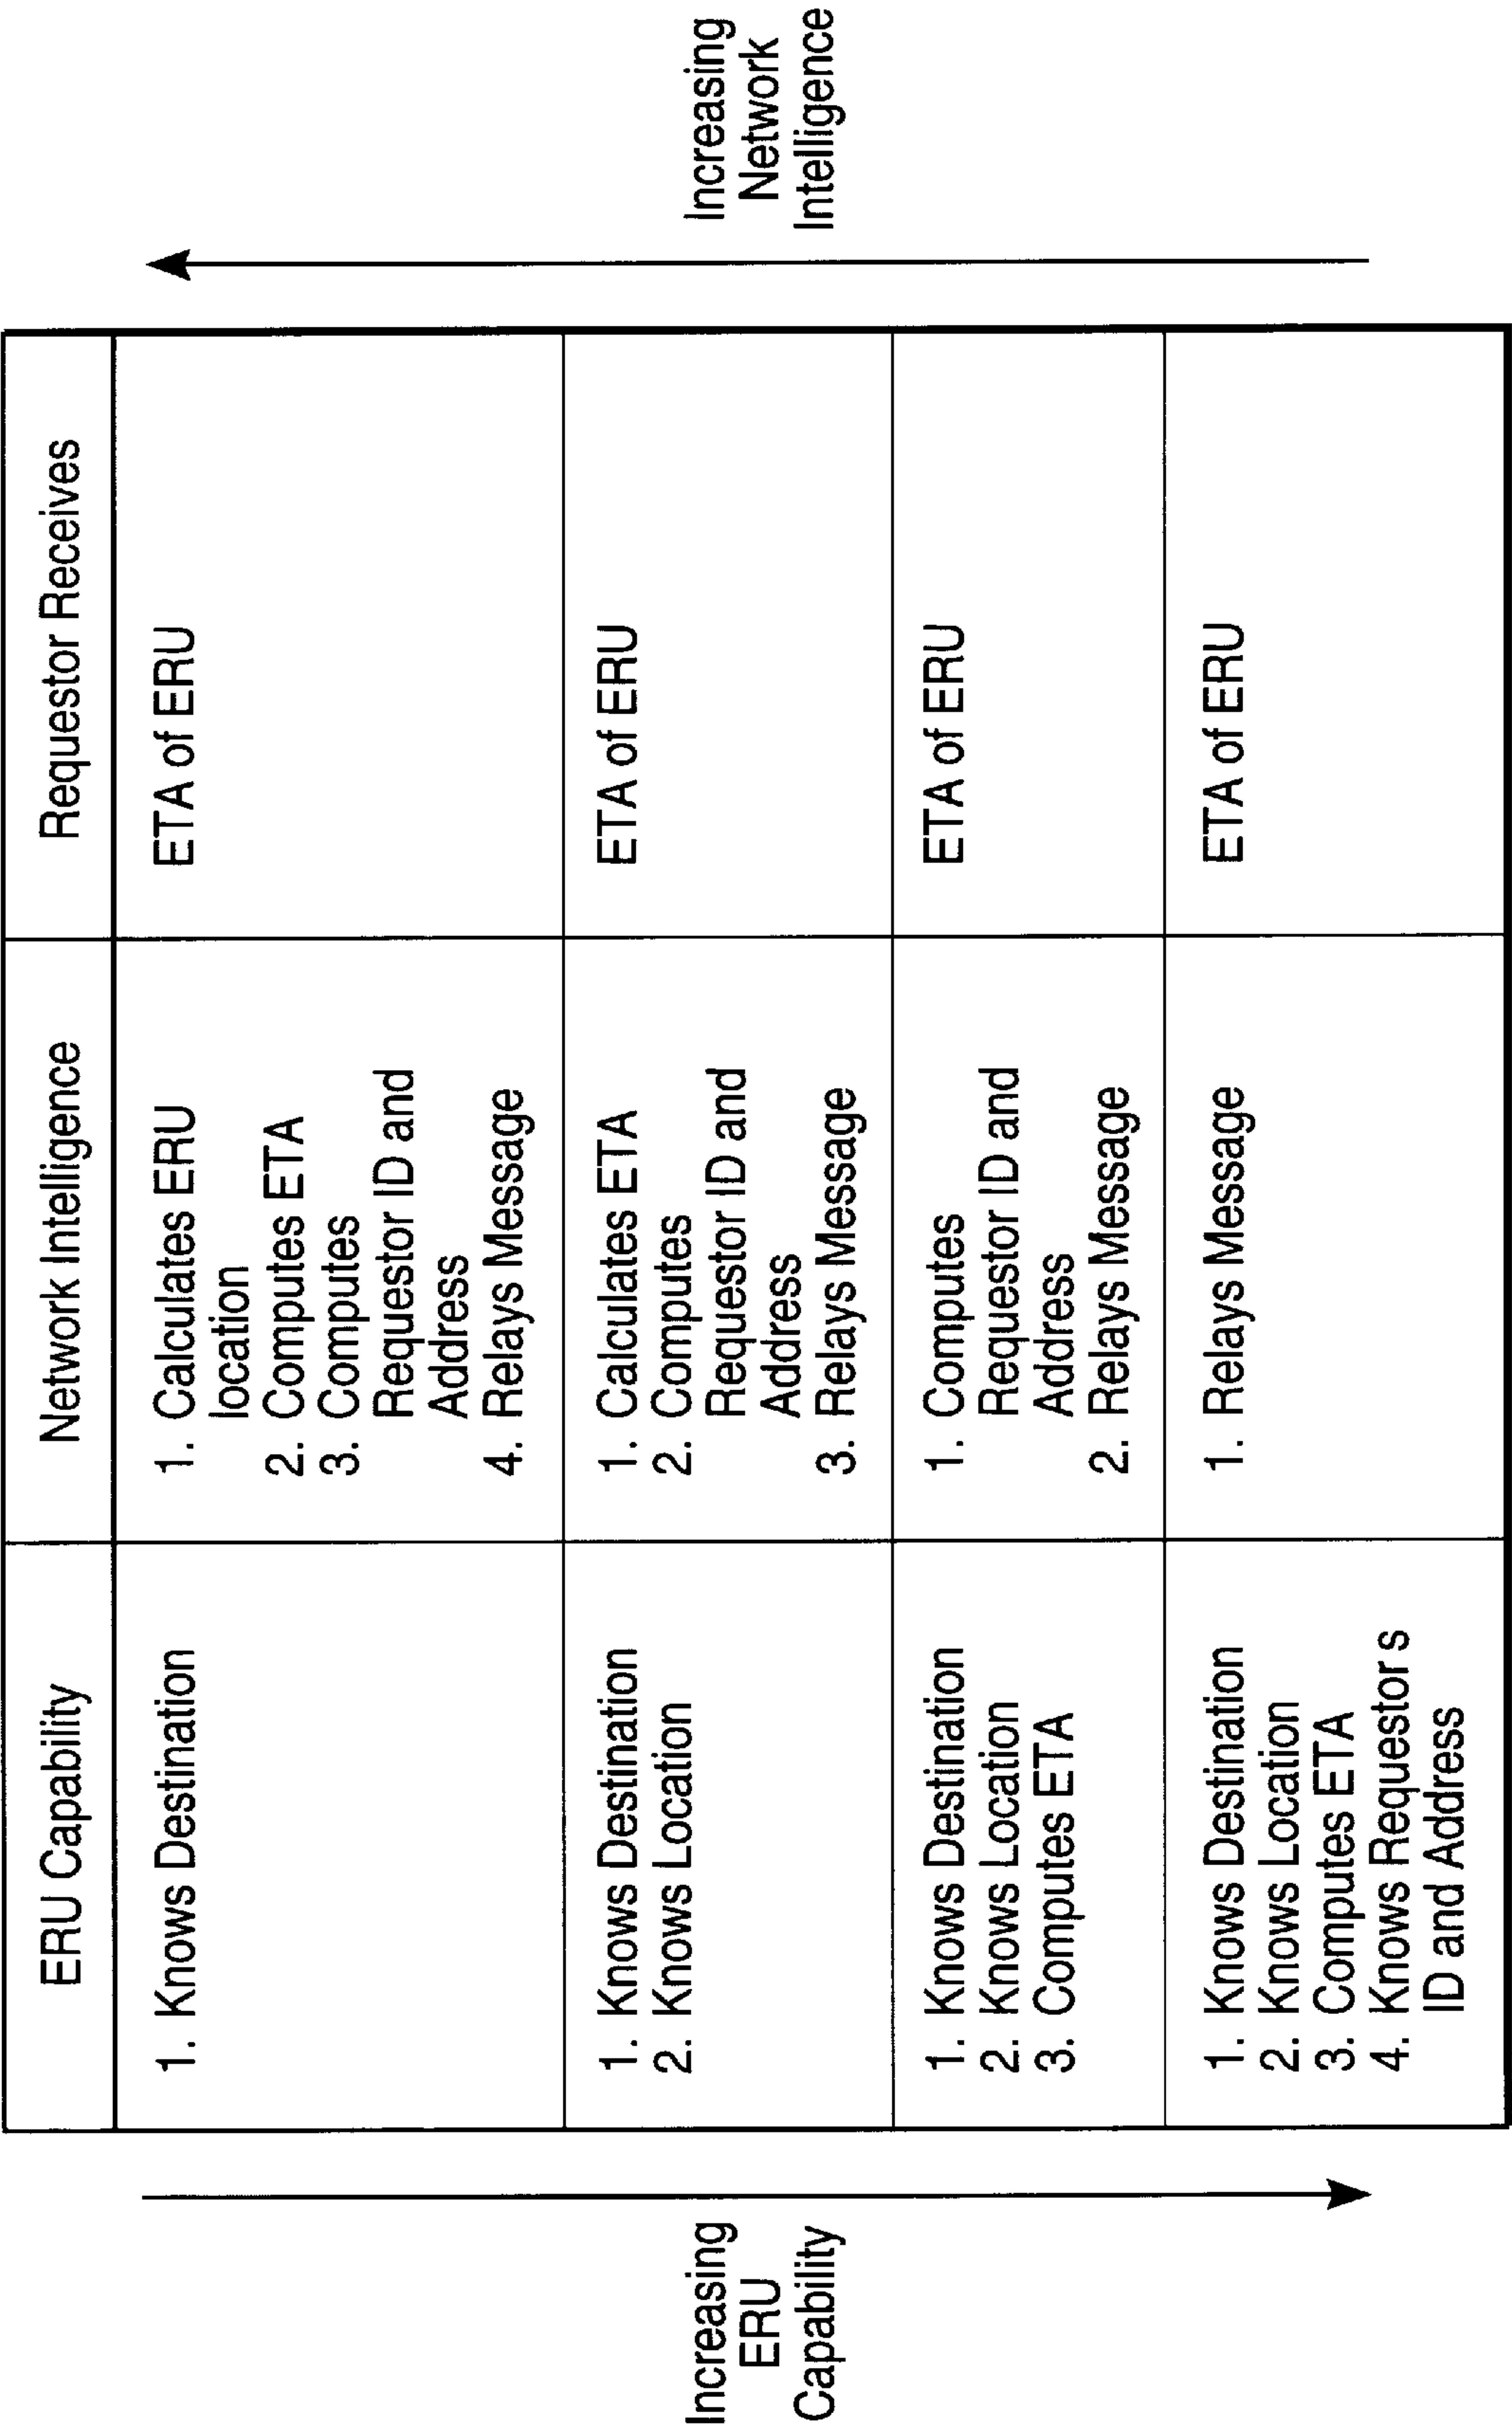 ERU Capability
Network Intelligence
Requestor Receives
1. Knows Destination
1. Calculates ERU
location
2. Computes ETA
3. Computes
Requestor ID and
Address
4. Relays Message
ETA of ERU
1. Knows Destination
2. Knows Location
1. Calculates ETA
2. Computes
Requestor ID and
Address
3. Relays Message
ETA of ERU
1. Knows Destination
2. Knows Location
3. Computes ETA
1. Computes
Requestor ID and
Address
2. Relays Message
ETA of ERU
1. Knows Destination
2. Knows Location
3. Computes ETA
4. Knows Requestor s
ID and Address
1. Relays Message
ETA of ERU
Increasing
ERU
Capability
Increasing
Network
Intelligence